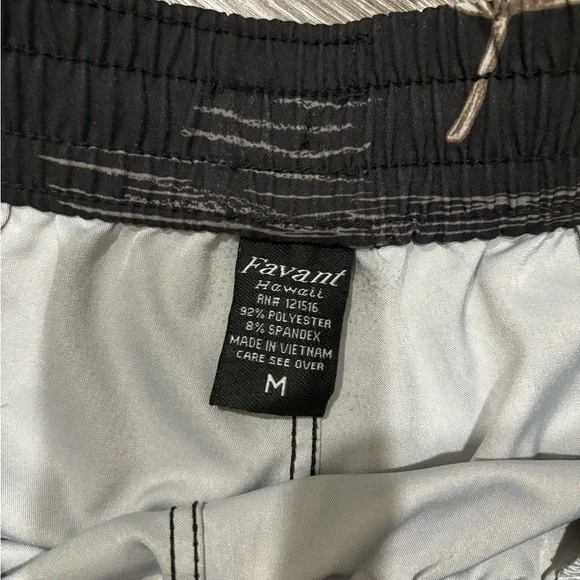 Favant
Hawaii
RN# 121516
92% POLYESTER
8% SPANDEX
MADE IN VIETNAM
CARE SEE OVER
M